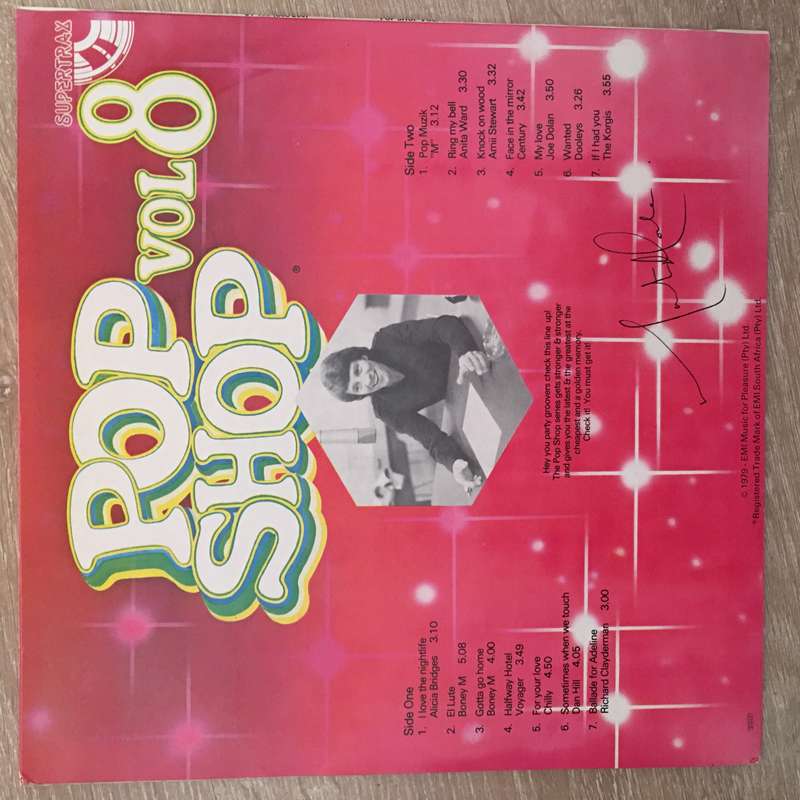 SUPERTRAX
POP
SHOP®
VOL 8
Side One
1. I love the nightlife
Alicia Bridges 3.10
2. El Lute
Boney M 5.08
3. Gotta go home
Boney M 4.00
4. Halfway Hotel
Voyager 3.49
5. For your love
Chilly 4.50
6. Sometimes when we touch
Dan Hill 4.05
7. Ballade for Adeline
Richard Clayderman 3.00
Side Two
1. Pop Muzik
"M" 3.12
2. Ring my bell
Anita Ward 3.30
3. Knock on wood
Amii Stewart 3.32
4. Face in the mirror
Century 3.42
5. My love
Joe Dolan 3.50
6. Wanted
Dooleys 3.26
7. If I had you
The Korgis 3.55
Hey you party groovers check this line up!
The Pop Shop series gets stronger & stronger
and gives you the latest & the greatest at the
cheapest and a golden memory.
Check it! You must get it!
© 1979 - EMI Music for Pleasure (Pty) Ltd.
®Registered Trade Mark of EMI South Africa (Pty) Ltd.